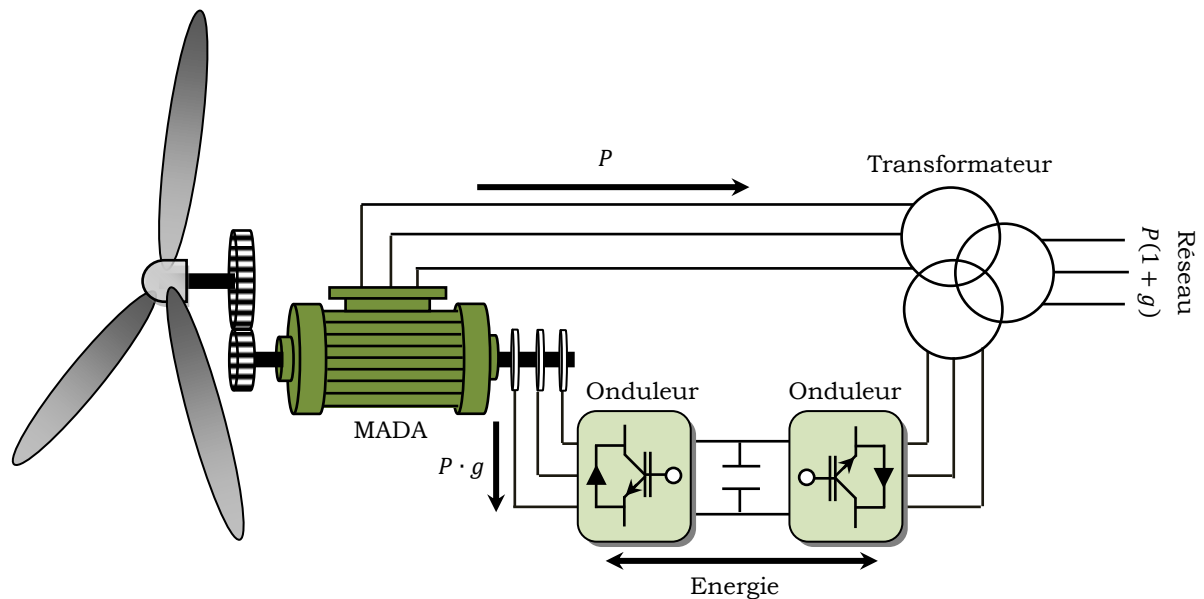 P
Transformateur
Réseau
P(1 + g)
Onduleur
Onduleur
MADA
P · g
Energie